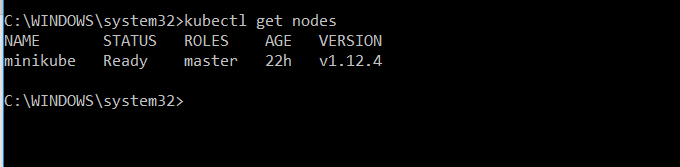 C:\WINDOWS\system32>kubectl get nodes
NAME       STATUS   ROLES    AGE   VERSION
minikube   Ready    master   22h   v1.12.4
C:\WINDOWS\system32>